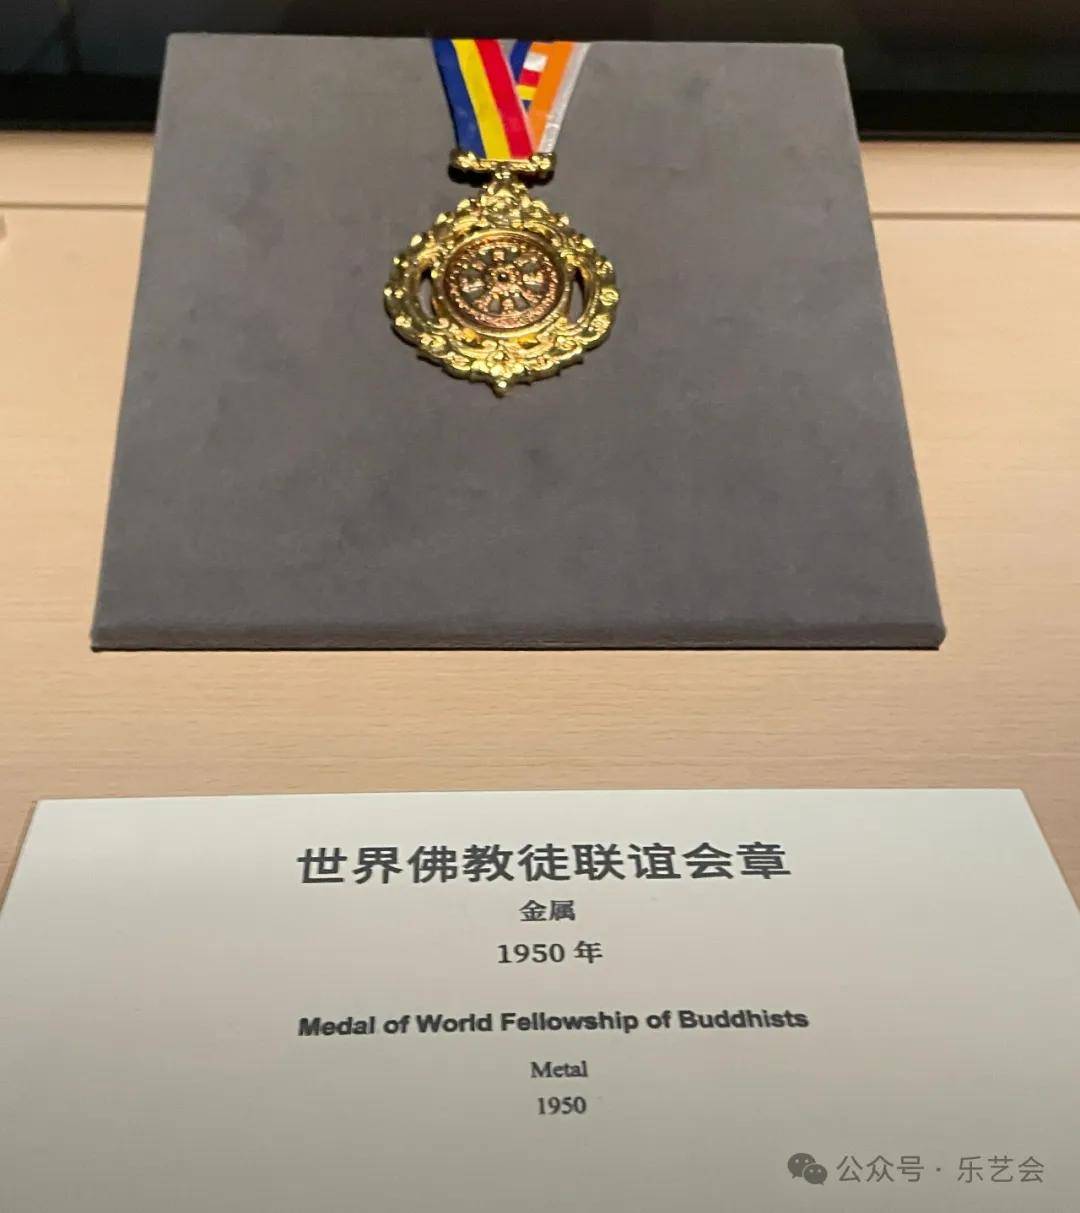 世界佛教徒联谊会章
金属
1950 年
Medal of World Fellowship of Buddhists
Metal
1950
公众号 · 乐艺会